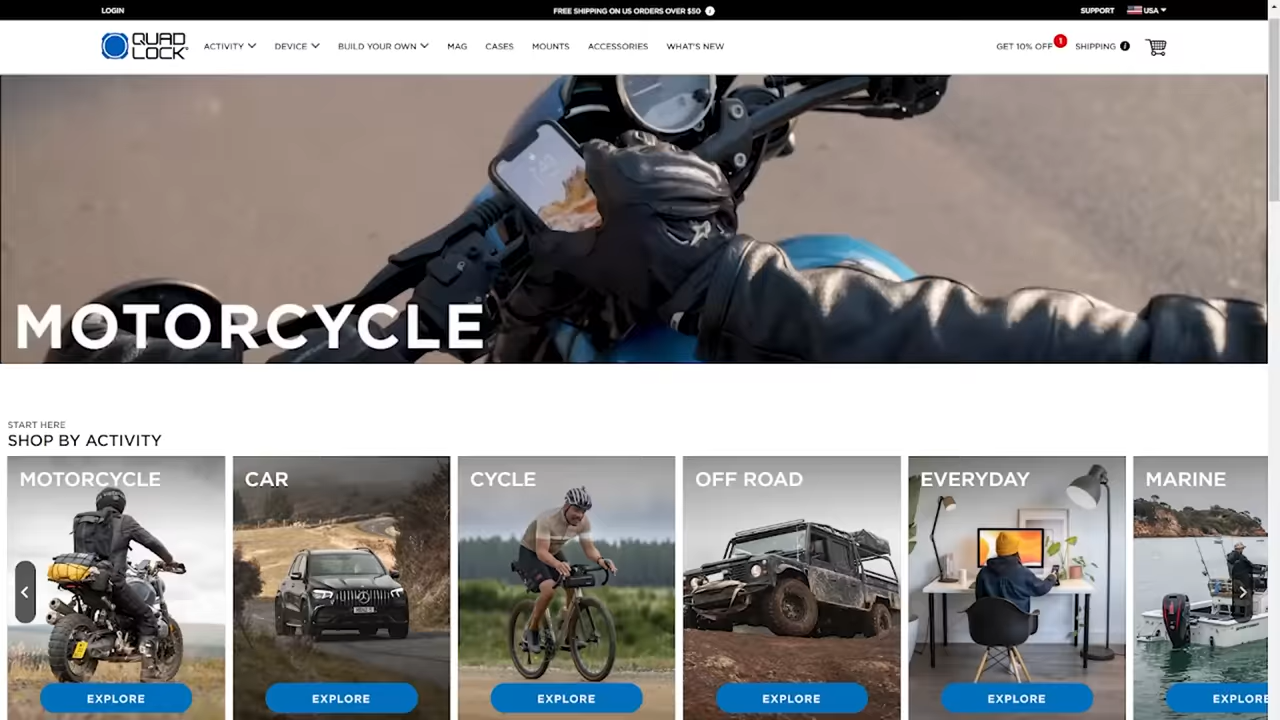 LOGIN
FREE SHIPPING ON US ORDERS OVER $50
SUPPORT
USA
QUAD LOCK
ACTIVITY
DEVICE
BUILD YOUR OWN
MAG
CASES
MOUNTS
ACCESSORIES
WHAT'S NEW
GET 10% OFF
1
SHIPPING
MOTORCYCLE
START HERE
SHOP BY ACTIVITY
MOTORCYCLE
CAR
CYCLE
OFF ROAD
EVERYDAY
MARINE
EXPLORE
EXPLORE
EXPLORE
EXPLORE
EXPLORE
EXPLORE